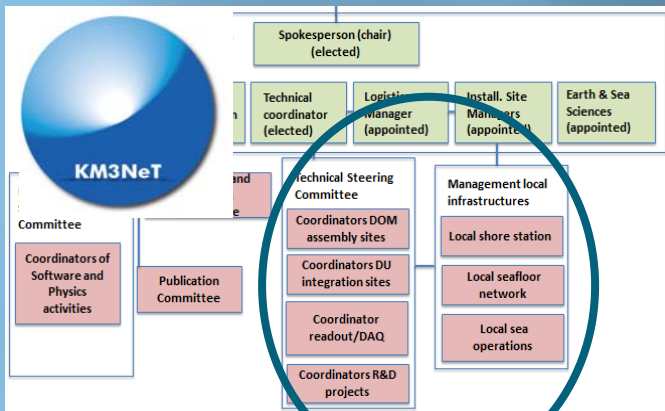 Spokesperson (chair)
(elected)
Technical
coordinator
(elected)
Logistics
Manager
(appointed)
Install. Site
Managers
(appointed)
Earth & Sea
Sciences
(appointed)
KM3NeT
and
Committee
Coordinators of
Software and
Physics
activities
Publication
Committee
Technical Steering
Committee
Coordinators DOM
assembly sites
Coordinators DU
integration sites
Coordinator
readout/DAQ
Coordinators R&D
projects
Management local
infrastructures
Local shore station
Local seafloor
network
Local sea
operations